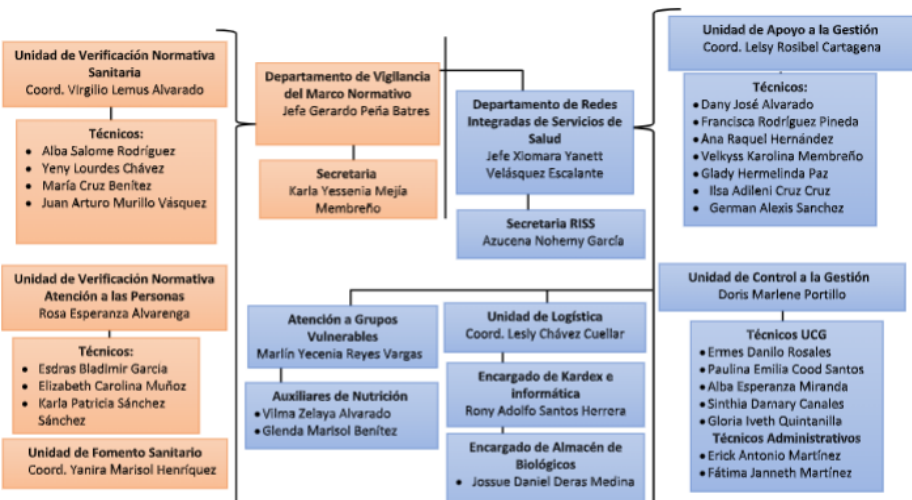 Unidad de Verificación Normativa
Sanitaria
Coord. Virgilio Lemus Alvarado
Técnicos:
• Alba Salome Rodríguez
• Yeny Lourdes Chávez
• María Cruz Benítez
• Juan Arturo Murillo Vásquez
Unidad de Verificación Normativa
Atención a las Personas
Rosa Esperanza Alvarenga
Técnicos:
• Esdras Bladimir García
• Elizabeth Carolina Muñoz
• Karla Patricia Sánchez
Sánchez
Unidad de Fomento Sanitario
Coord. Yanira Marisol Henríquez
Departamento de Vigilancia
del Marco Normativo
Jefe Gerardo Peña Batres
Secretaria
Karla Yessenia Mejía
Membreño
Departamento de Redes
Integradas de Servicios de
Salud
Jefe Xiomara Yanett
Velásquez Escalante
Secretaria RISS
Azucena Nohemy García
Atención a Grupos
Vulnerables
Marlín Yecenia Reyes Vargas
Auxiliares de Nutrición
• Vilma Zelaya Alvarado
• Glenda Marisol Benítez
Unidad de Logística
Coord. Lesly Chávez Cuellar
Encargado de Kardex e
informática
Rony Adolfo Santos Herrera
Encargado de Almacén de
Biológicos
• Jossue Daniel Deras Medina
Unidad de Apoyo a la Gestión
Coord. Lelsy Rosibel Cartagena
Técnicos:
• Dany José Alvarado
• Francisca Rodríguez Pineda
• Ana Raquel Hernández
• Velkyss Karolina Membreño
• Glady Hermelinda Paz
• Ilsa Adileni Cruz Cruz
• German Alexis Sanchez
Unidad de Control a la Gestión
Doris Marlene Portillo
Técnicos UCG
• Ermes Danilo Rosales
• Paulina Emilia Cood Santos
• Alba Esperanza Miranda
• Sinthia Damary Canales
• Gloria Iveth Quintanilla
Técnicos Administrativos
• Erick Antonio Martínez
• Fátima Janneth Martínez